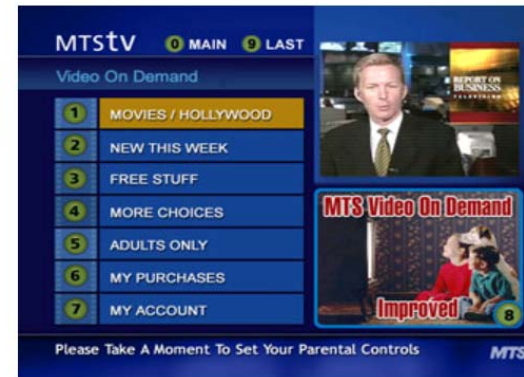 MTStv 0 MAIN 9 LAST
Video On Demand
1 MOVIES / HOLLYWOOD
2 NEW THIS WEEK
3 FREE STUFF
4 MORE CHOICES
5 ADULTS ONLY
6 MY PURCHASES
7 MY ACCOUNT
REPORT ON
BUSINESS
TELEVISION
MTS Video On Demand
Improved 8
Please Take A Moment To Set Your Parental Controls
MTS